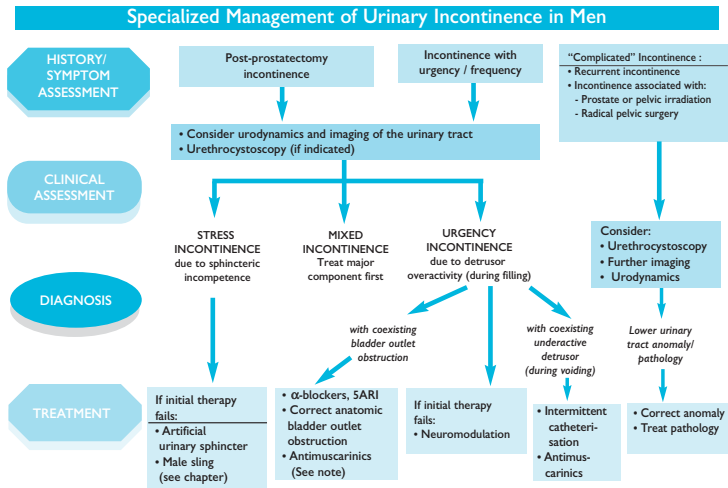 Specialized Management of Urinary Incontinence in Men
HISTORY/
SYMPTOM
ASSESSMENT
Post-prostatectomy
incontinence
Incontinence with
urgency / frequency
“Complicated” Incontinence :
• Recurrent incontinence
• Incontinence associated with:
- Prostate or pelvic irradiation
- Radical pelvic surgery
• Consider urodynamics and imaging of the urinary tract
• Urethrocystoscopy (if indicated)
CLINICAL
ASSESSMENT
STRESS
INCONTINENCE
due to sphincteric
incompetence
MIXED
INCONTINENCE
Treat major
component first
URGENCY
INCONTINENCE
due to detrusor
overactivity (during filling)
Consider:
• Urethrocystoscopy
• Further imaging
• Urodynamics
DIAGNOSIS
with coexisting
bladder outlet
obstruction
with coexisting
underactive
detrusor
(during voiding)
Lower urinary
tract anomaly/
pathology
TREATMENT
If initial therapy
fails:
• Artificial
urinary sphincter
• Male sling
(see chapter)
• α-blockers, 5ARI
• Correct anatomic
bladder outlet
obstruction
• Antimuscarinics
(See note)
If initial therapy
fails:
• Neuromodulation
• Intermittent
catheteri-
sation
• Antimus-
carinics
• Correct anomaly
• Treat pathology